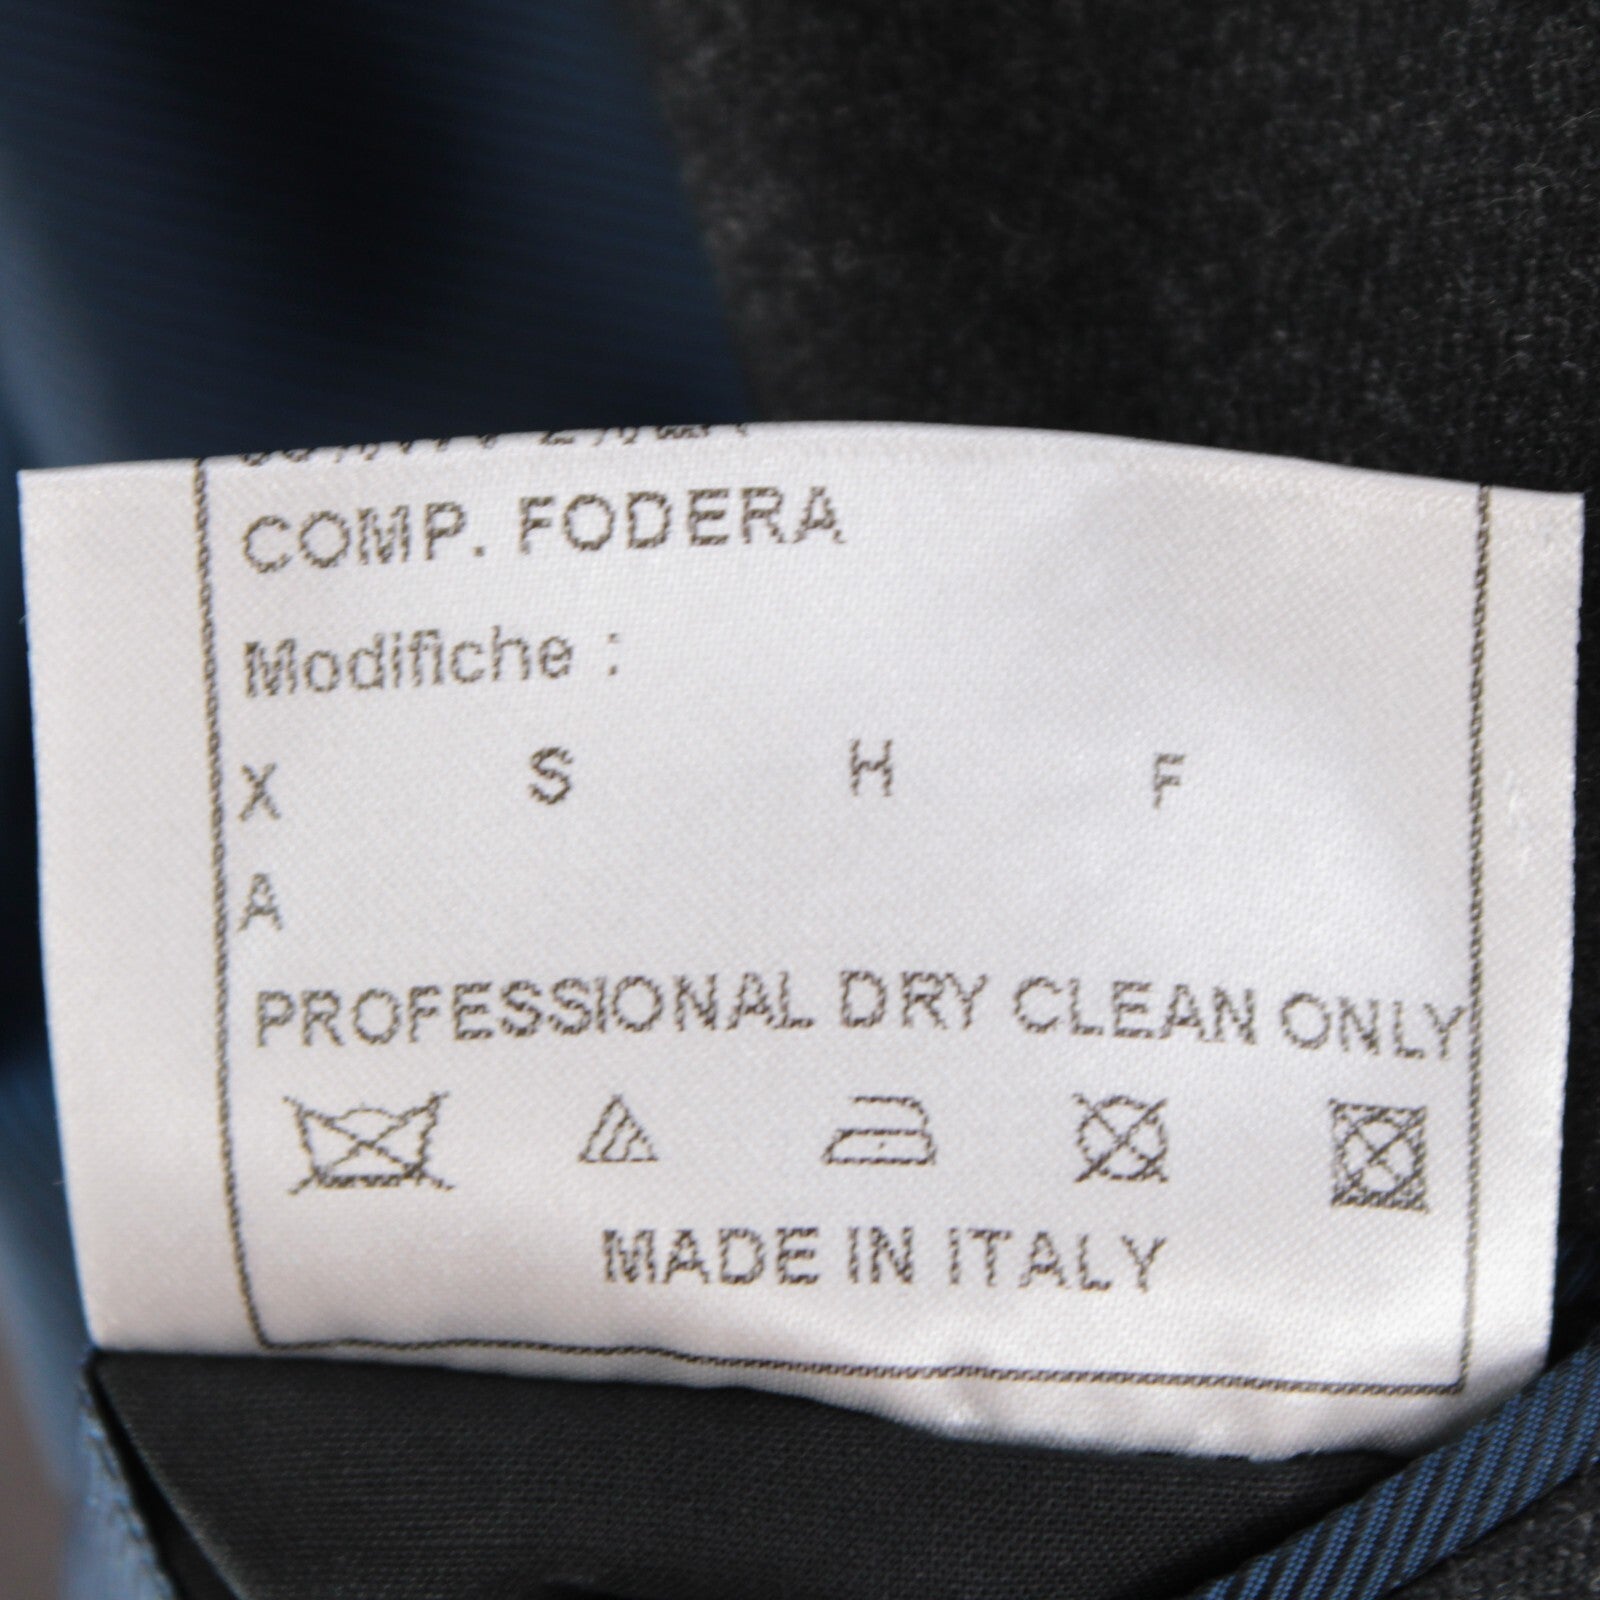 COMP. FODERA
Modifiche :
X S H F
A
PROFESSIONAL DRY CLEAN ONLY
MADE IN ITALY